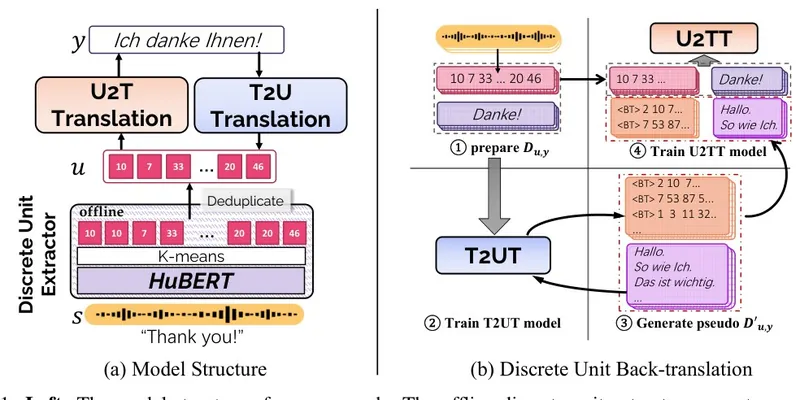 y
Ich danke Ihnen!
U2T
Translation
T2U
Translation
u
10 7 33 ... 20 46
Deduplicate
Discrete Unit
Extractor
offline
10 10 7 33 ... 20 20 46
K-means
HuBERT
s
“Thank you!”
(a) Model Structure
10 7 33 ... 20 46
Danke!
① prepare Du,y
T2UT
② Train T2UT model
U2TT
10 7 33 ...
Danke!
<BT> 2 10 7...
<BT> 7 53 87...
Hallo.
So wie Ich.
④ Train U2TT model
<BT> 2 10 7...
<BT> 7 53 87 5...
<BT> 1 3 11 32..
...
Hallo.
So wie Ich.
Das ist wichtig.
...
③ Generate pseudo D′u,y
(b) Discrete Unit Back-translation